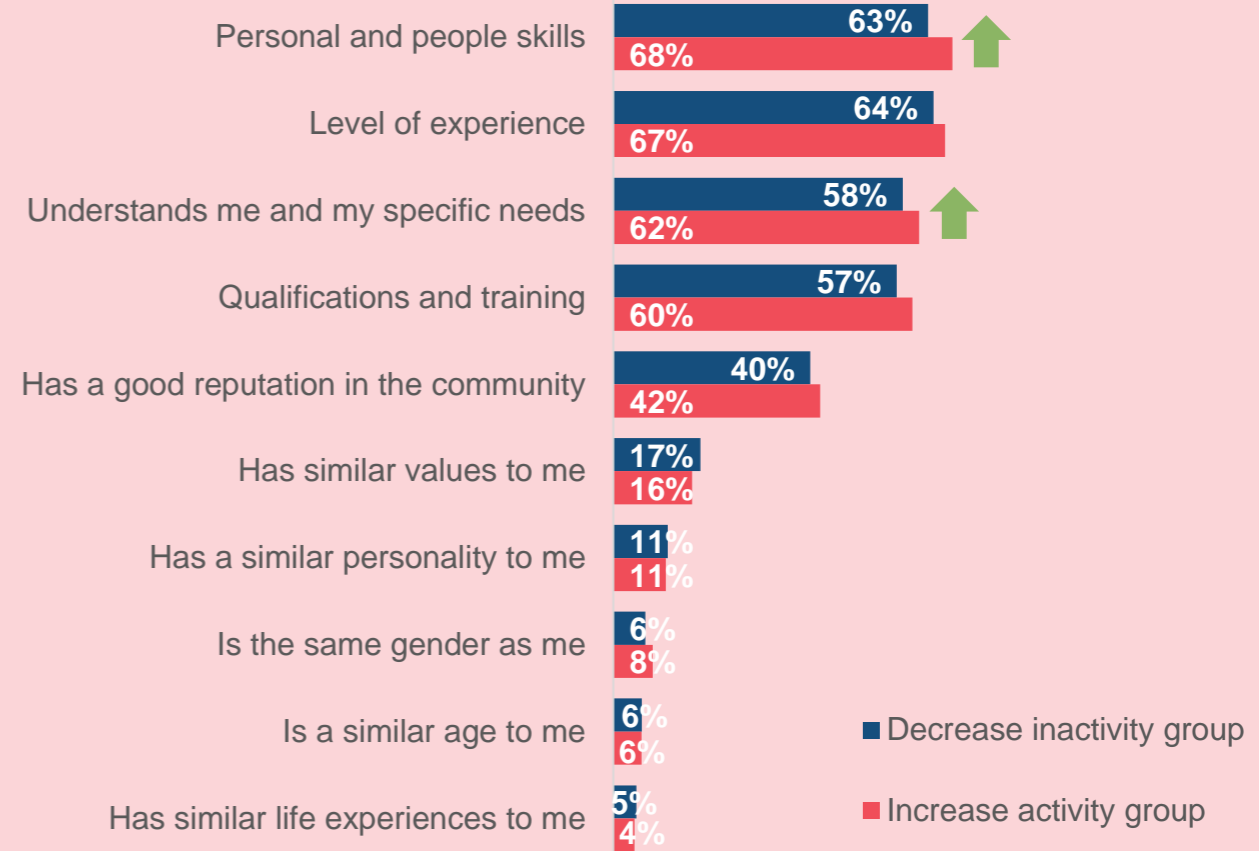 Personal and people skills
63%
68%
Level of experience
64%
67%
Understands me and my specific needs
58%
62%
Qualifications and training
57%
60%
Has a good reputation in the community
40%
42%
Has similar values to me
17%
16%
Has a similar personality to me
11%
11%
Is the same gender as me
6%
8%
Is a similar age to me
6%
6%
Has similar life experiences to me
5%
4%
Decrease inactivity group
Increase activity group